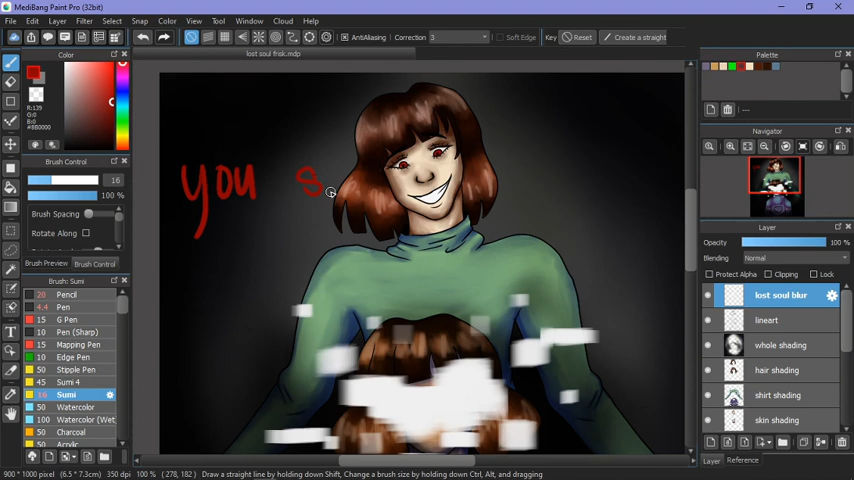 MediBang Paint Pro (32bit)
File Edit Layer Filter Select Snap Color View Tool Window Cloud Help
AntiAliasing Correction 3 Soft Edge Key Reset Create a straight
lost soul frisk.mdp
Color
R:139
G:0
B:0
#8B0000
Brush Control
16
100 %
Brush Spacing
Rotate Along
Brush Preview Brush Control
Brush: Sumi
20 Pencil
4.4 Pen
15 G Pen
10 Pen (Sharp)
15 Mapping Pen
10 Edge Pen
50 Stipple Pen
45 Sumi 4
16 Sumi
50 Watercolor
100 Watercolor (Wet
50 Charcoal
50 Acrylic
you s
Palette
---
Navigator
Layer
Opacity 100 %
Blending Normal
Protect Alpha Clipping Lock
lost soul blur
lineart
whole shading
hair shading
shirt shading
skin shading
Layer Reference
900 * 1000 pixel (6.5 * 7.3cm) 350 dpi 100 % ( 278, 182 ) Draw a straight line by holding down Shift, Change a brush size by holding down Ctrl, Alt, and dragging